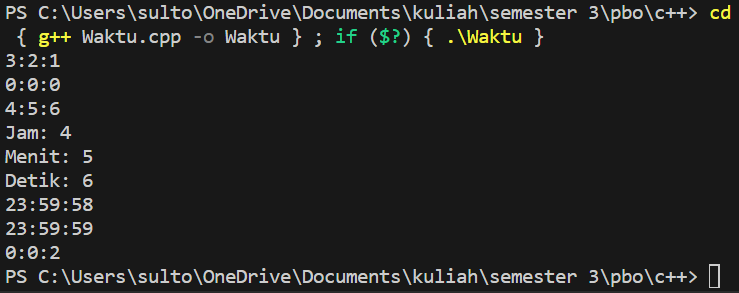 PS C:\Users\sulto\OneDrive\Documents\kuliah\semester 3\pbo\c++> cd
{ g++ Waktu.cpp -o Waktu } ; if ($?) { .\Waktu }
3:2:1
0:0:0
4:5:6
Jam: 4
Menit: 5
Detik: 6
23:59:58
23:59:59
0:0:2
PS C:\Users\sulto\OneDrive\Documents\kuliah\semester 3\pbo\c++>